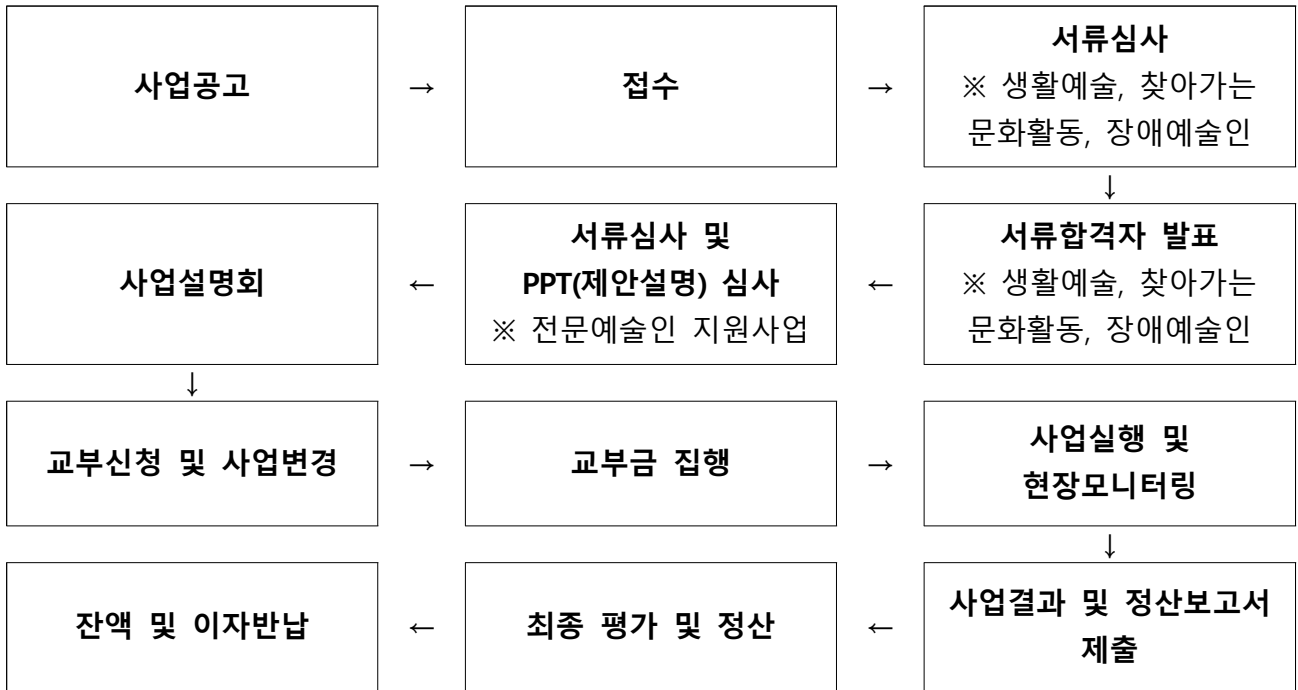 사업공고
→
접수
→
서류심사
※ 생활예술, 찾아가는
문화활동, 장애예술인
↓
서류합격자 발표
※ 생활예술, 찾아가는
문화활동, 장애예술인
←
서류심사 및
PPT(제안설명) 심사
※ 전문예술인 지원사업
←
사업설명회
↓
교부신청 및 사업변경
→
교부금 집행
→
사업실행 및
현장모니터링
↓
사업결과 및 정산보고서
제출
←
최종 평가 및 정산
←
잔액 및 이자반납